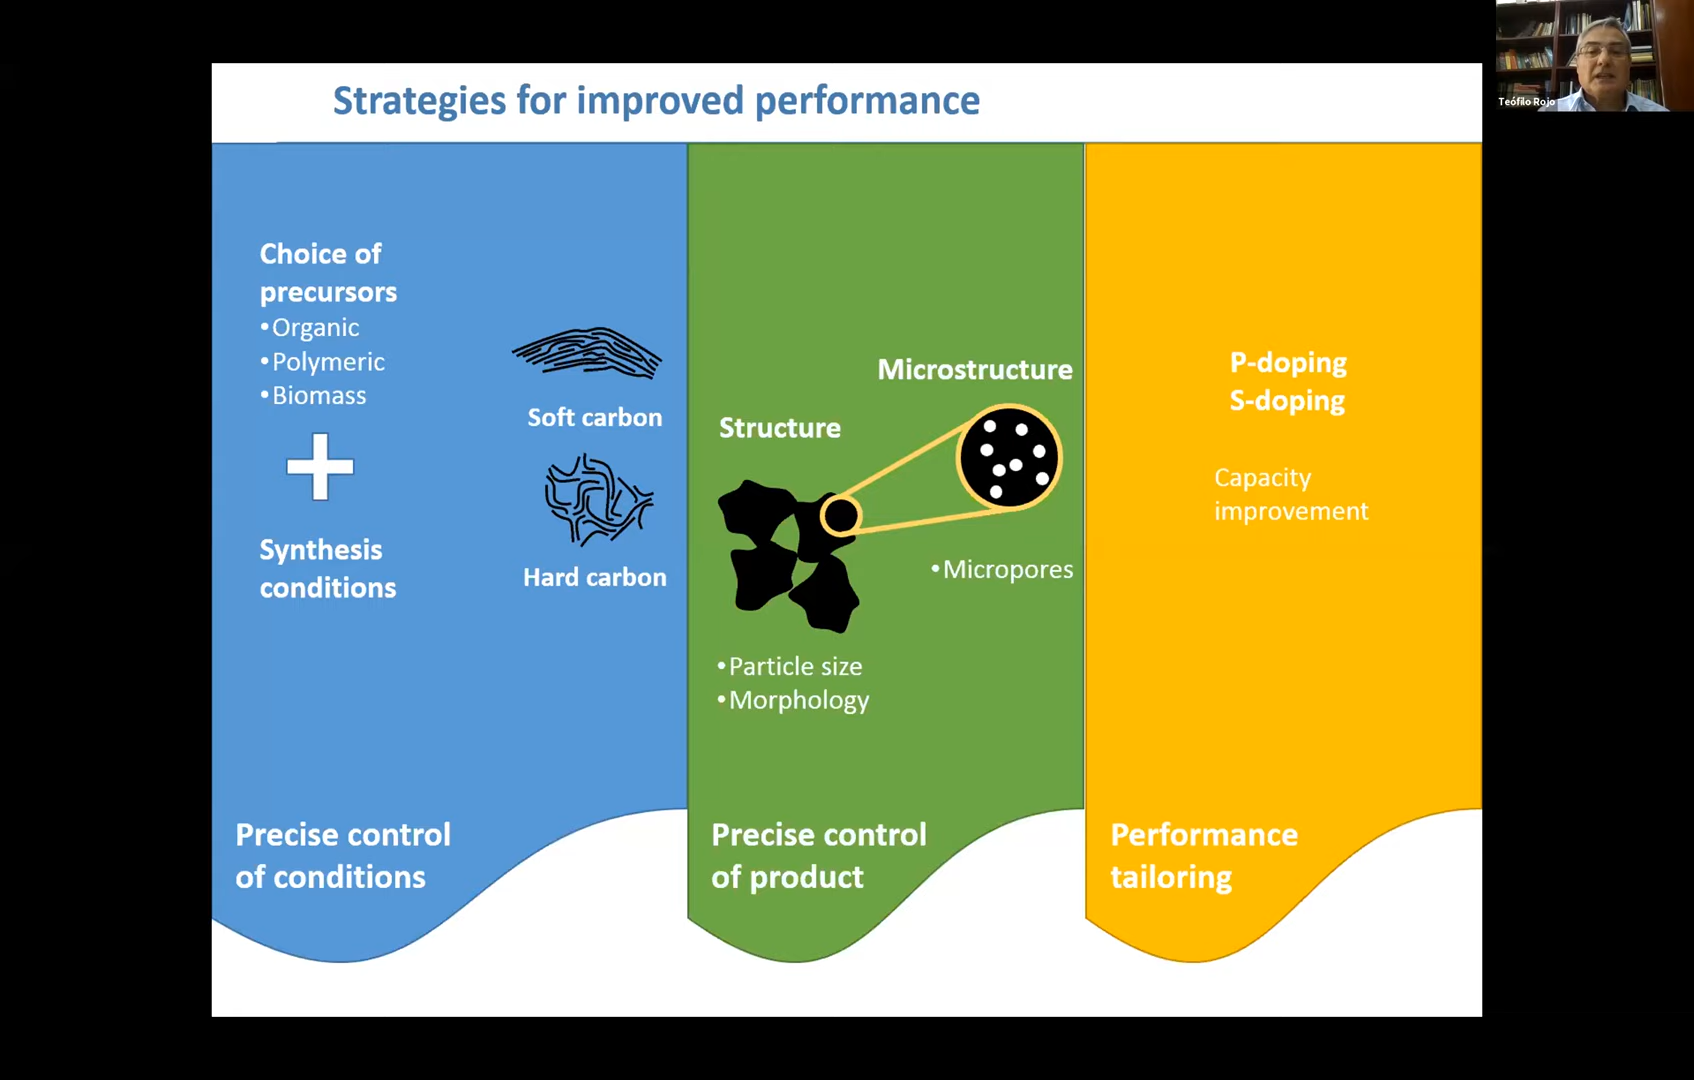 Strategies for improved performance
Teófilo Rojo
Choice of
precursors
•Organic
•Polymeric
•Biomass
Synthesis
conditions
Soft carbon
Hard carbon
Precise control
of conditions
Microstructure
Structure
•Micropores
•Particle size
•Morphology
Precise control
of product
P-doping
S-doping
Capacity
improvement
Performance
tailoring